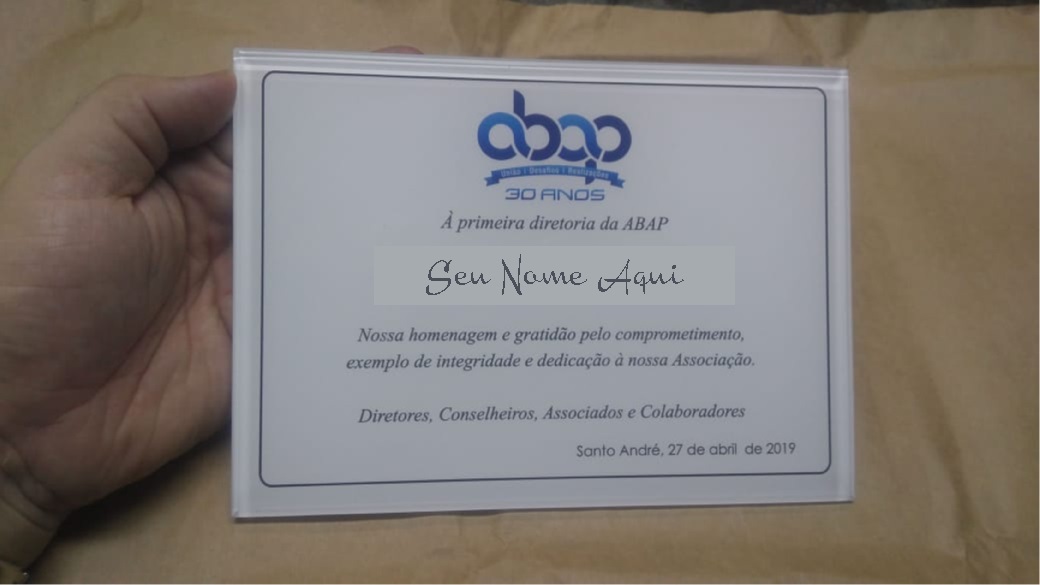 abap
União | Desafios | Realizações
30 ANOS
À primeira diretoria da ABAP
Seu Nome Aqui
Nossa homenagem e gratidão pelo comprometimento,
exemplo de integridade e dedicação à nossa Associação.
Diretores, Conselheiros, Associados e Colaboradores
Santo André, 27 de abril de 2019